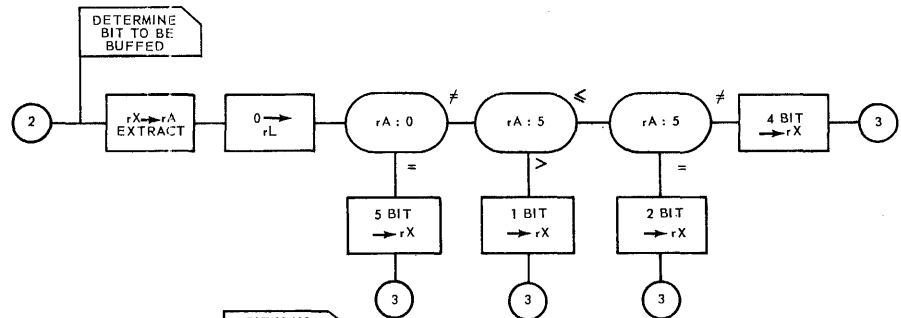 DETERMINE
BIT TO BE
BUFFED
2
rX→rA
EXTRACT
0→
rL
rA : 0
≠
=
rA : 5
≤
>
rA : 5
≠
=
4 BIT
→rX
3
5 BIT
→rX
1 BIT
→rX
2 BIT
→rX
3
3
3